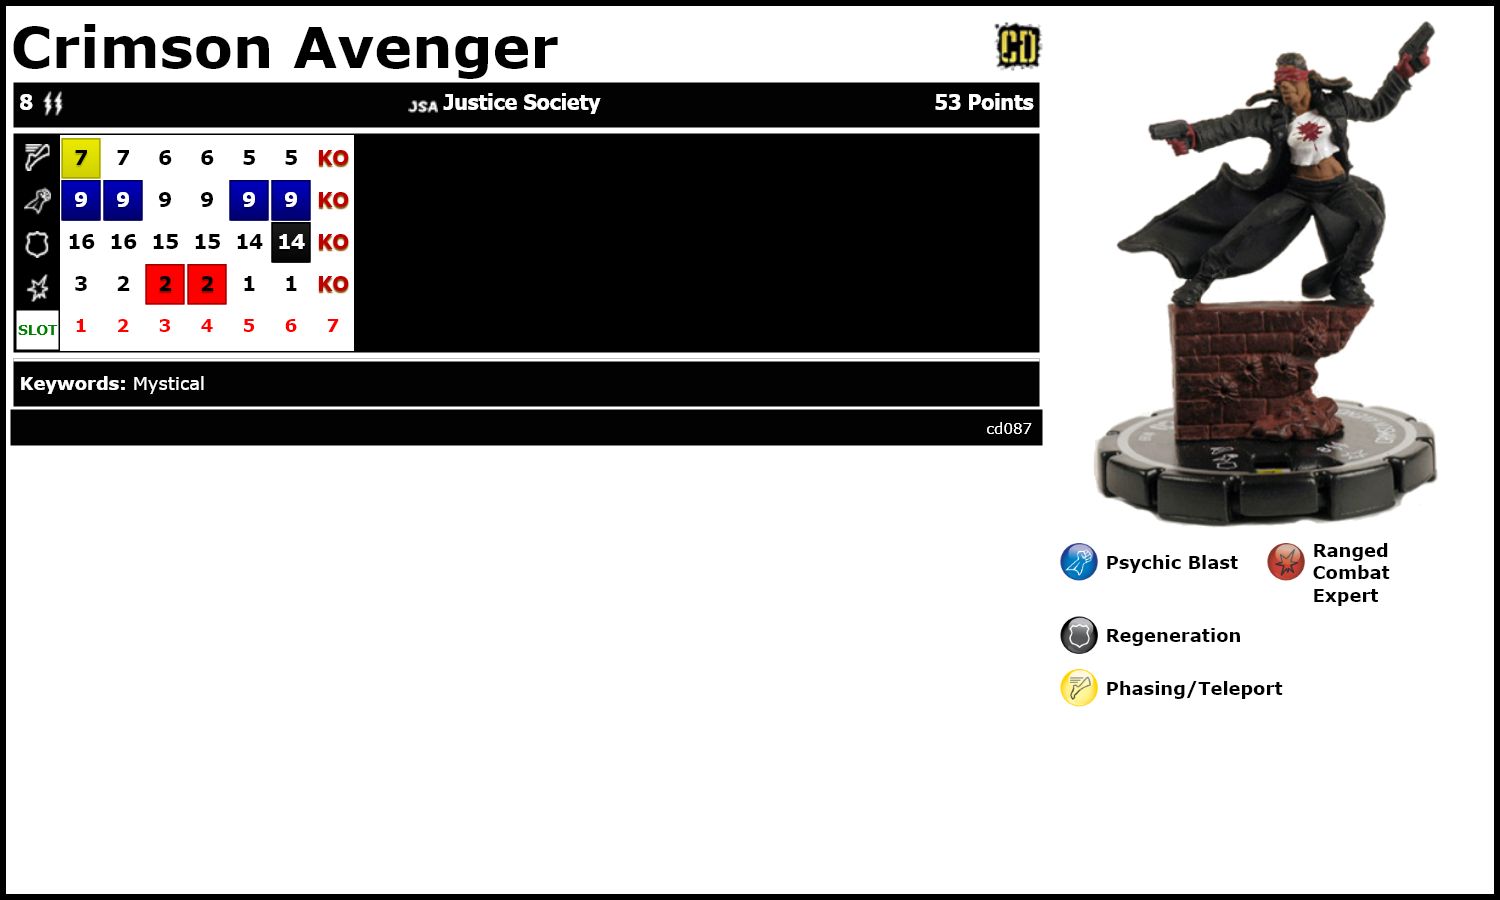 Crimson Avenger
CD
8 JSA Justice Society 53 Points
7 7 6 6 5 5 KO
9 9 9 9 9 9 KO
16 16 15 15 14 14 KO
3 2 2 2 1 1 KO
SLOT 1 2 3 4 5 6 7
Keywords: Mystical
cd087
Psychic Blast
Ranged
Combat
Expert
Regeneration
Phasing/Teleport